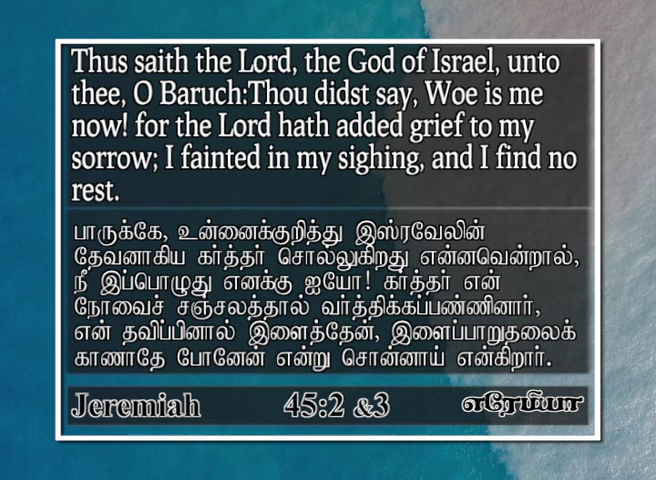 Thus saith the Lord, the God of Israel, unto
thee, O Baruch:Thou didst say, Woe is me
now! for the Lord hath added grief to my
sorrow; I fainted in my sighing, and I find no
rest.
பாருக்கே, உன்னைக்குறித்து இஸ்ரவேலின்
தேவனாகிய கர்த்தர் சொல்லுகிறது என்னவென்றால்,
நீ இப்பொழுது எனக்கு ஐயோ! கர்த்தர் என்
நோவைச் சஞ்சலத்தால் வர்த்திக்கப்பண்ணினார்,
என் தவிப்பினால் இளைத்தேன், இளைப்பாறுதலைக்
காணாதே போனேன் என்று சொன்னாய் என்கிறார்.
Jeremiah 45:2 &3 எரேமியா